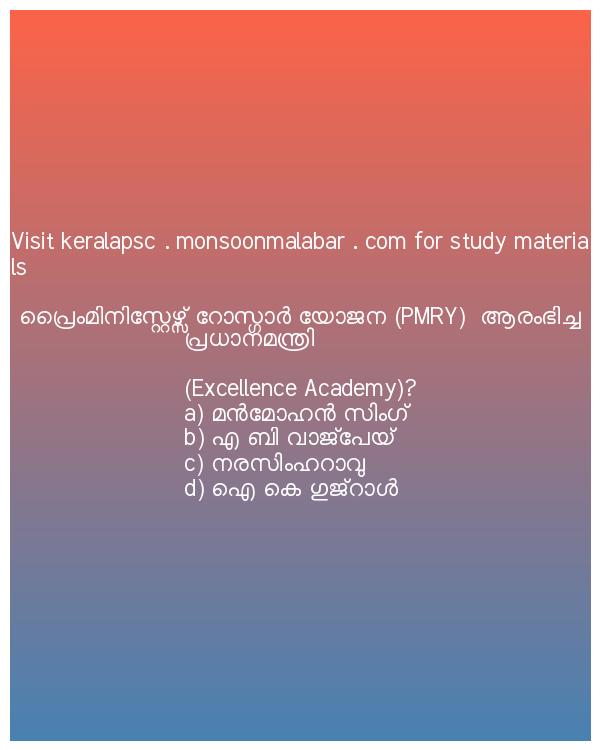 Visit keralapsc . monsoonmalabar . com for study materia
ls
പ്രൈംമിനിസ്റ്റേഴ്സ് റോസ്ഗാർ യോജന (PMRY) ആരംഭിച്ച
പ്രധാനമന്ത്രി
(Excellence Academy)?
a) മൻമോഹൻ സിംഗ്
b) എ ബി വാജ്പേയ്
c) നരസിംഹറാവു
d) ഐ കെ ഗുജ്റാൾ